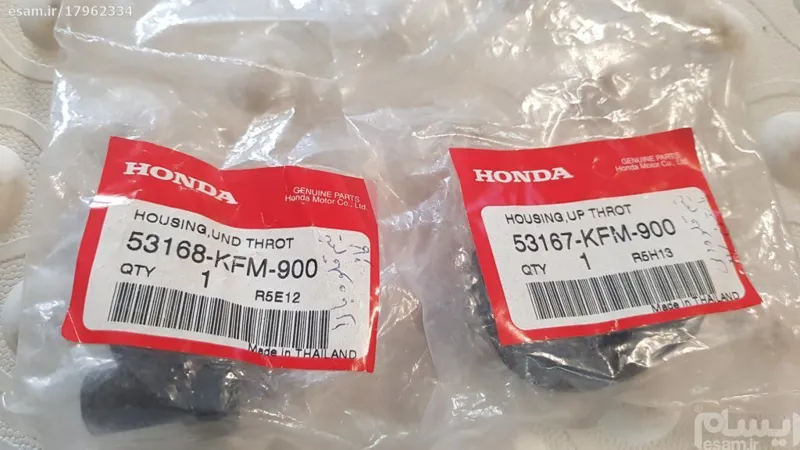 esam.ir/17962334
HONDA
GENUINE PARTS
Honda Motor Co., Ltd.
HOUSING,UND THROT
53168-KFM-900
QTY 1
R5E12
Made in THAILAND
HONDA
GENUINE PARTS
Honda Motor Co., Ltd.
HOUSING,UP THROT
53167-KFM-900
QTY 1 R5H13
Made in THAILAND
ایسام
esam.ir